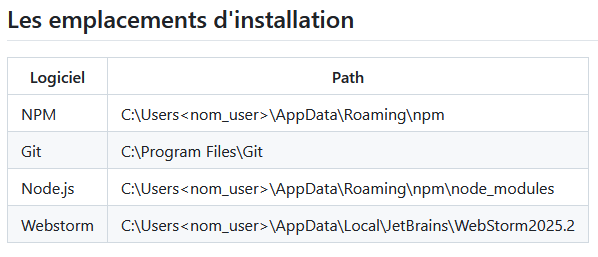 Les emplacements d'installation
Logiciel Path
NPM C:\Users<nom_user>\AppData\Roaming\npm
Git C:\Program Files\Git
Node.js C:\Users<nom_user>\AppData\Roaming\npm\node_modules
Webstorm C:\Users<nom_user>\AppData\Local\JetBrains\WebStorm2025.2